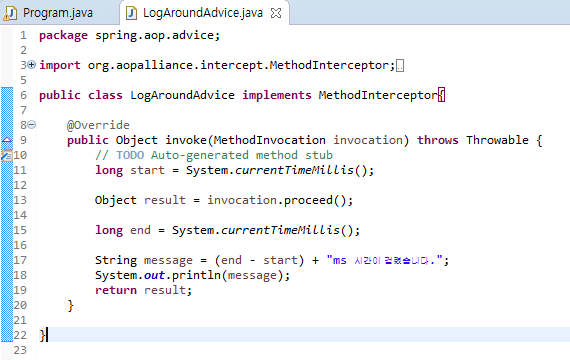 Program.java LogAroundAdvice.java
1 package spring.aop.advice;
2
3 import org.aopalliance.intercept.MethodInterceptor;
5
6 public class LogAroundAdvice implements MethodInterceptor{
7
8 @Override
9 public Object invoke(MethodInvocation invocation) throws Throwable {
10 // TODO Auto-generated method stub
11 long start = System.currentTimeMillis();
12
13 Object result = invocation.proceed();
14
15 long end = System.currentTimeMillis();
16
17 String message = (end - start) + "ms 시간이 걸렸습니다.";
18 System.out.println(message);
19 return result;
20 }
21
22 }
23